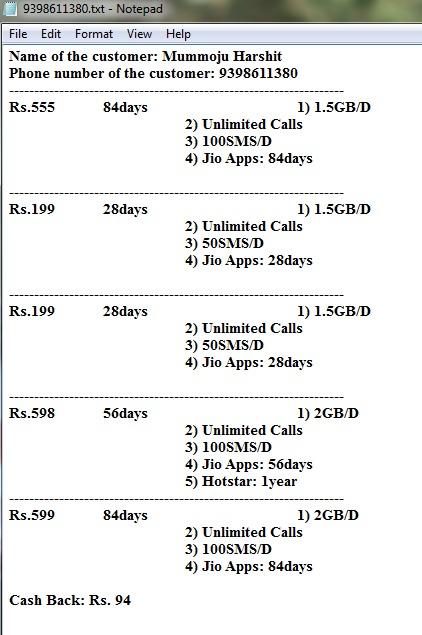 9398611380.txt - Notepad
File Edit Format View Help
Name of the customer: Mummoju Harshit
Phone number of the customer: 9398611380
-------------------------------------------------------------------
Rs.555 84days 1) 1.5GB/D
2) Unlimited Calls
3) 100SMS/D
4) Jio Apps: 84days
-------------------------------------------------------------------
Rs.199 28days 1) 1.5GB/D
2) Unlimited Calls
3) 50SMS/D
4) Jio Apps: 28days
-------------------------------------------------------------------
Rs.199 28days 1) 1.5GB/D
2) Unlimited Calls
3) 50SMS/D
4) Jio Apps: 28days
-------------------------------------------------------------------
Rs.598 56days 1) 2GB/D
2) Unlimited Calls
3) 100SMS/D
4) Jio Apps: 56days
5) Hotstar: 1year
-------------------------------------------------------------------
Rs.599 84days 1) 2GB/D
2) Unlimited Calls
3) 100SMS/D
4) Jio Apps: 84days
Cash Back: Rs. 94